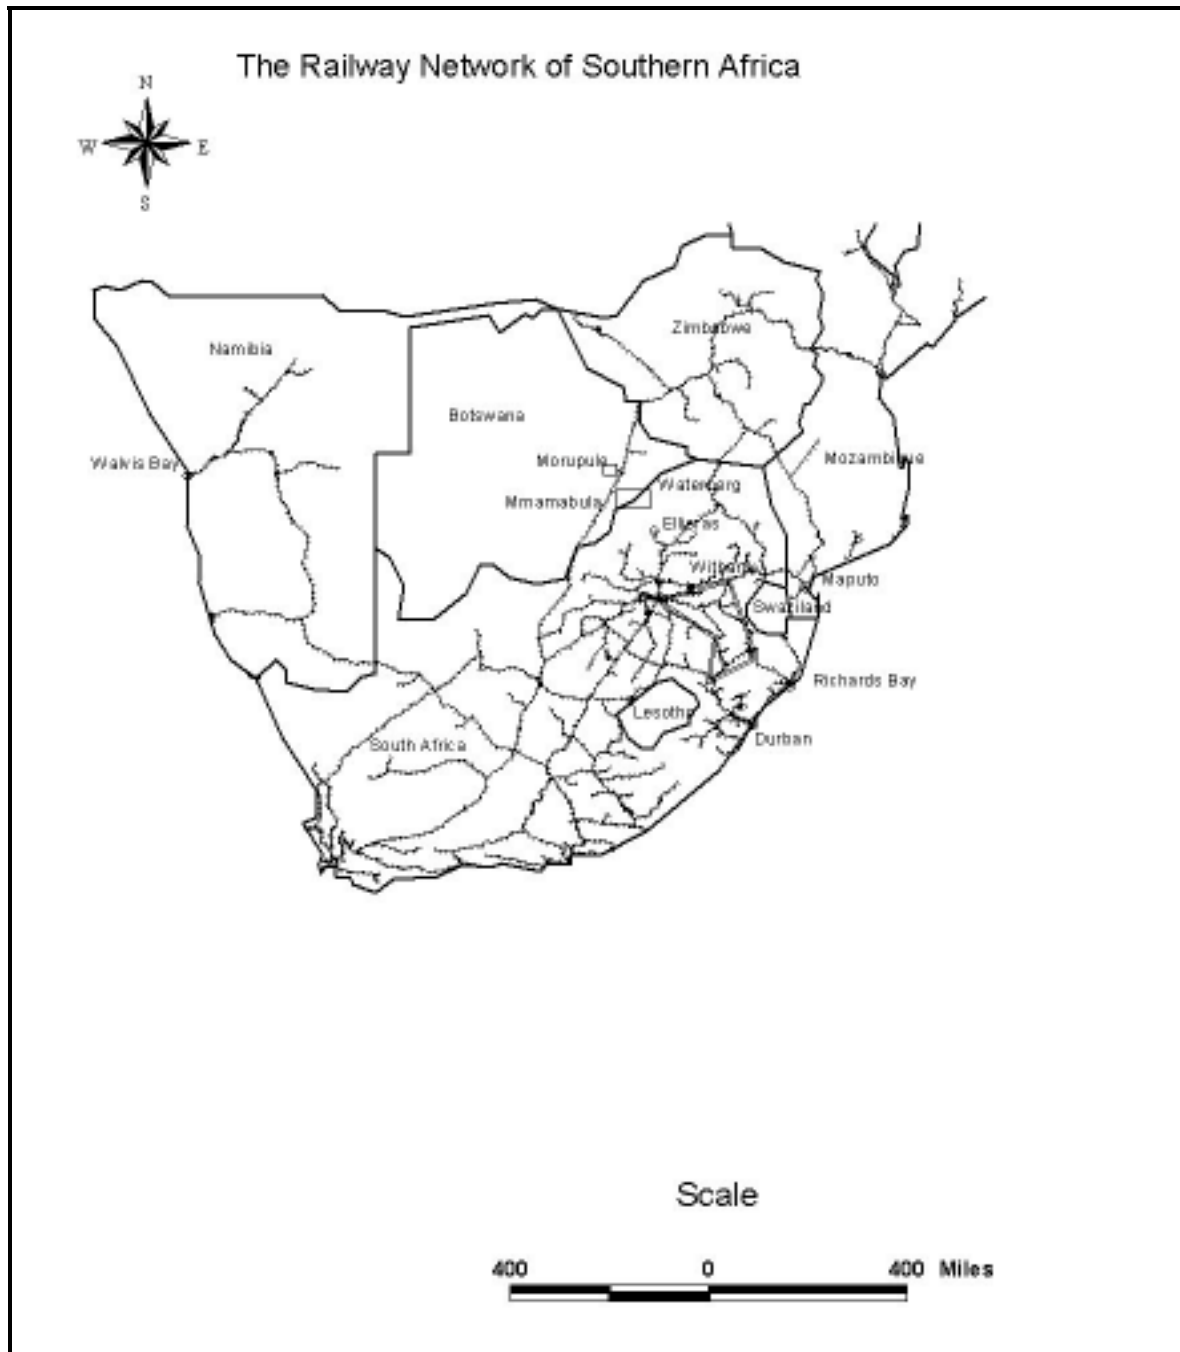 The Railway Network of Southern Africa
N
W E
S
Zimbabwe
Namibia
Botswana
Walvis Bay
Morupule
Mozambique
Waterberg
Mmamabula
Ellisras
Witbank
Maputo
Swaziland
Richards Bay
Lesotho
Durban
South Africa
Scale
400 0 400 Miles